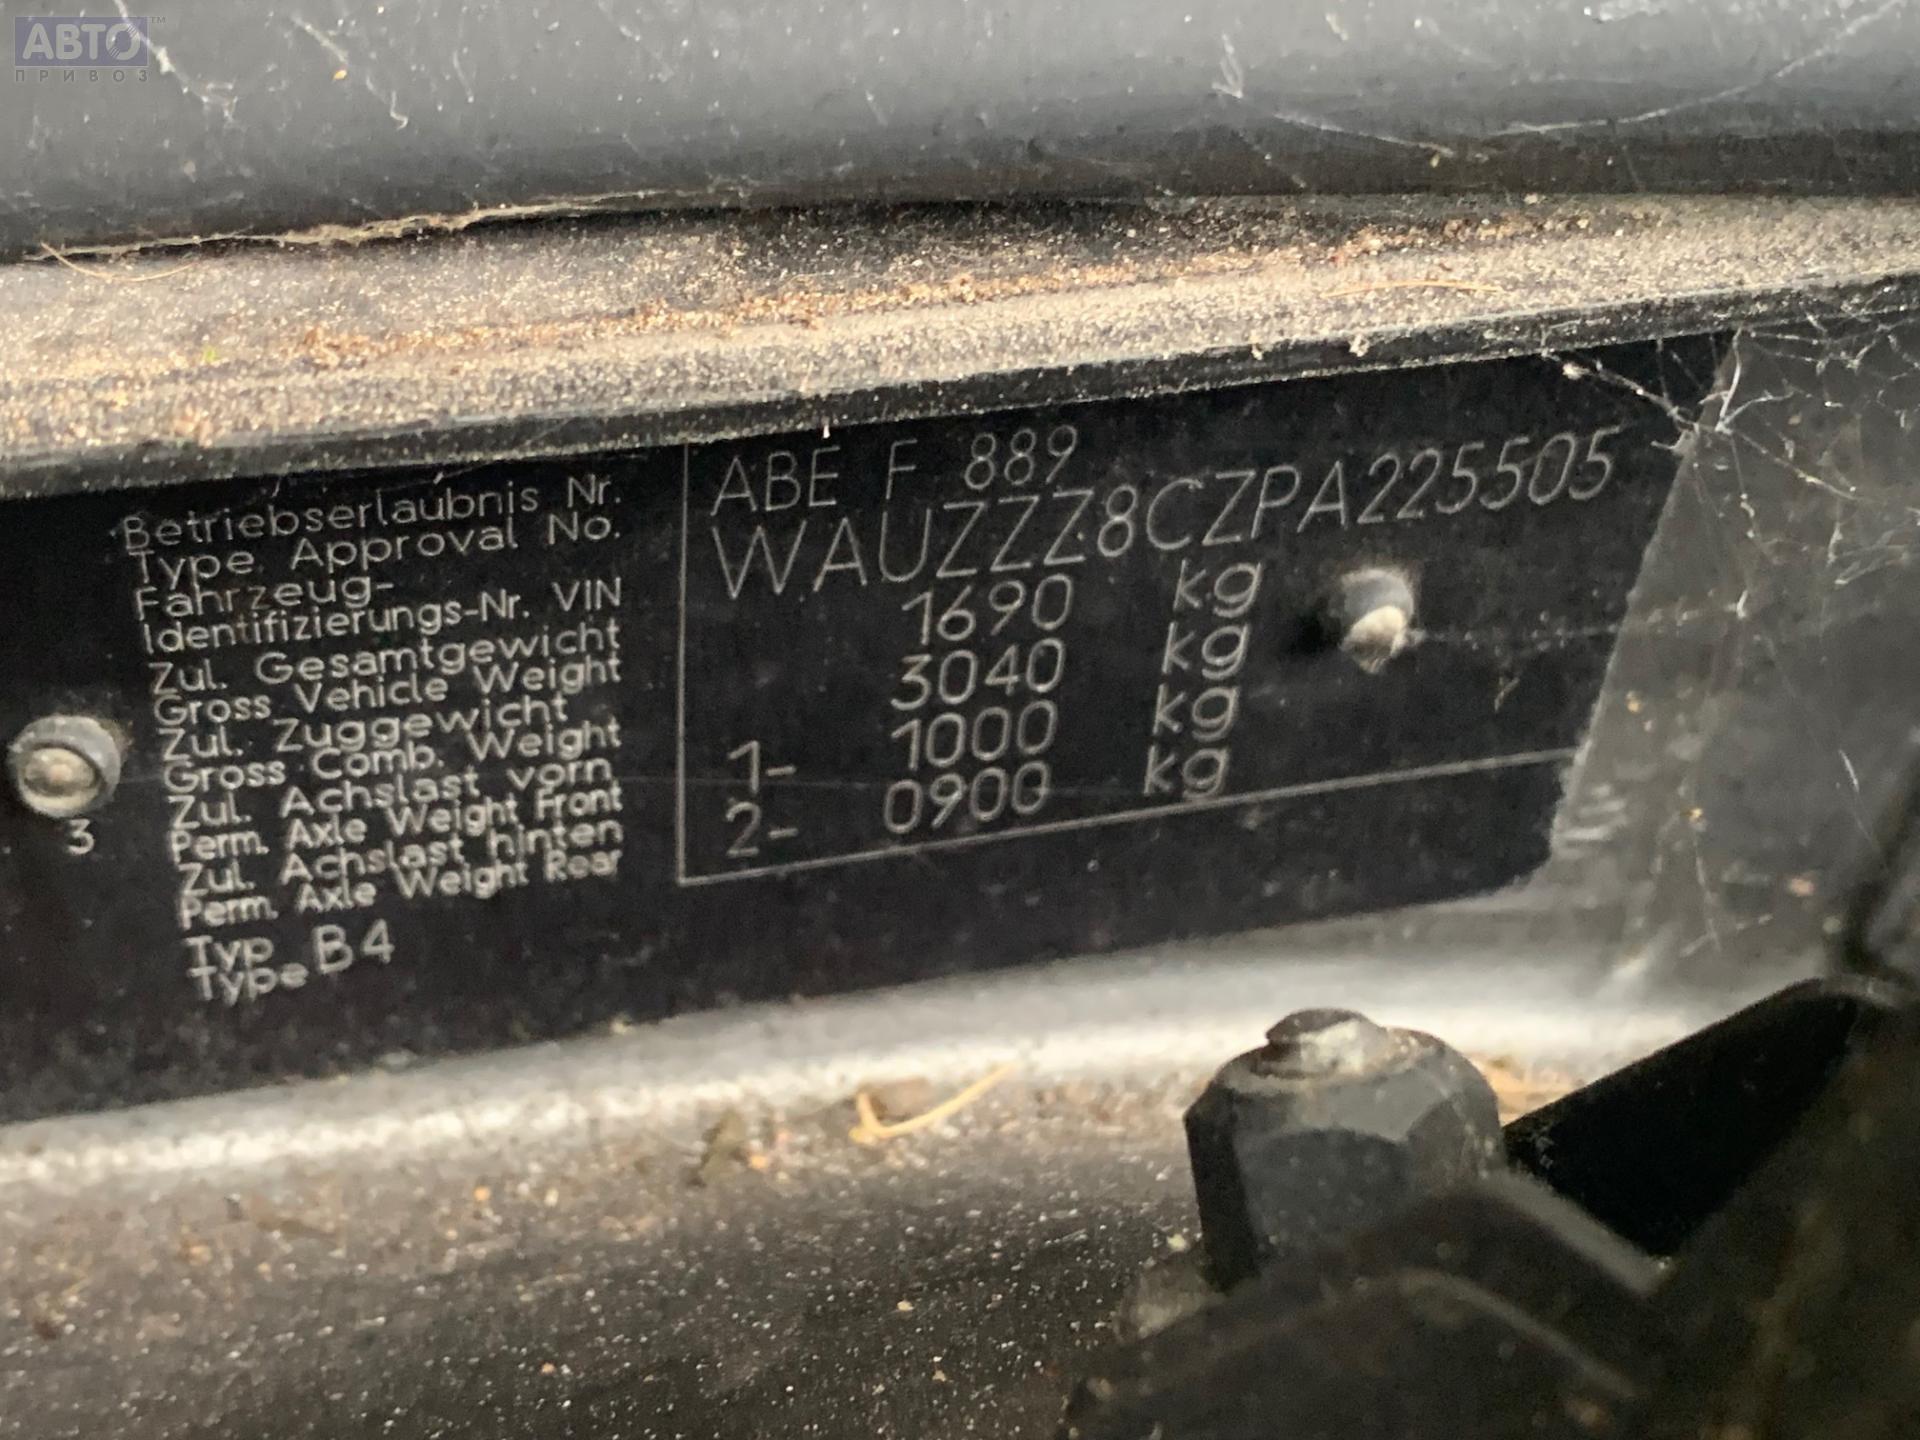 АВТО™
ПРИВОЗ
Betriebserlaubnis Nr.
Type Approval No.
Fahrzeug-
Identifizierungs-Nr. VIN
Zul. Gesamtgewicht
Gross Vehicle Weight
Zul. Zuggewicht
Gross Comb. Weight
Zul. Achslast vorn
Perm. Axle Weight Front
Zul. Achslast hinten
Perm. Axle Weight Rear
Typ
Type B4
3
ABE F 889
WAUZZZ8CZPA225505
1690 kg
3040 kg
1- 1000 kg
2- 0900 kg